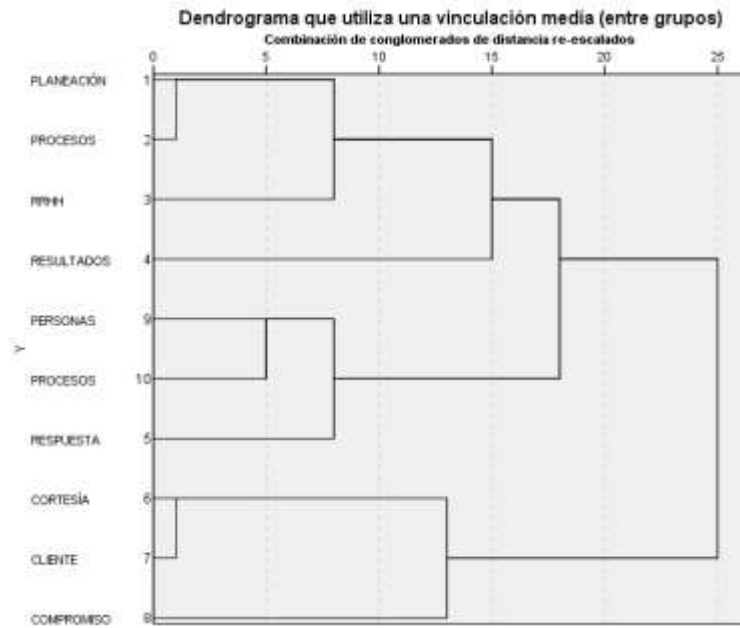 Dendrograma que utiliza una vinculación media (entre grupos)
Combinación de conglomerados de distancia re-escalados
0 5 10 15 20 25
PLANEACIÓN 1
PROCESOS 2
RRHH 3
RESULTADOS 4
PERSONAS 9
Y
PROCESOS 10
RESPUESTA 5
CORTESÍA 6
CLIENTE 7
COMPROMISO 8